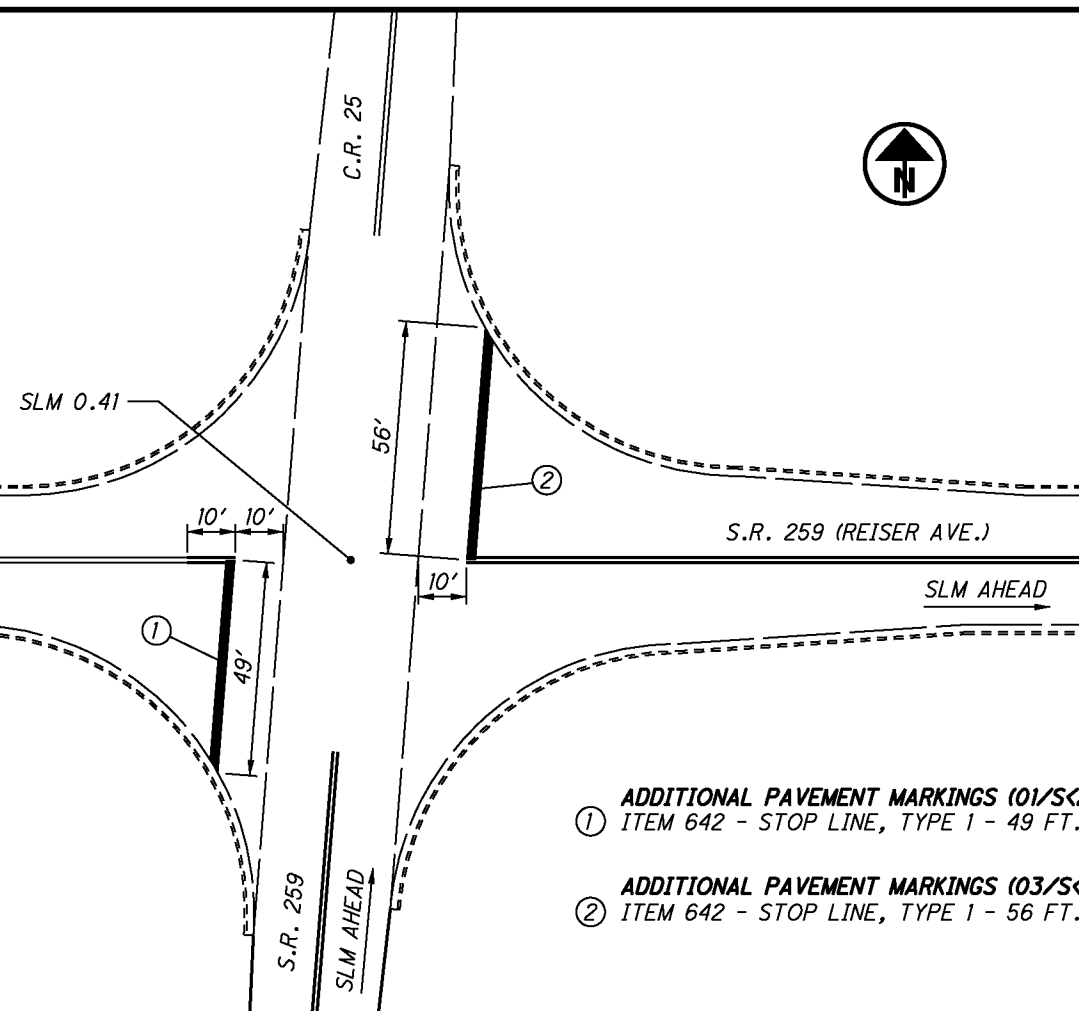 C.R. 25
N
SLM 0.41
56'
②
10' 10'
S.R. 259 (REISER AVE.)
10'
SLM AHEAD
①
49'
ADDITIONAL PAVEMENT MARKINGS (01/S<
① ITEM 642 - STOP LINE, TYPE 1 - 49 FT.
S.R. 259
SLM AHEAD
ADDITIONAL PAVEMENT MARKINGS (03/S<
② ITEM 642 - STOP LINE, TYPE 1 - 56 FT.